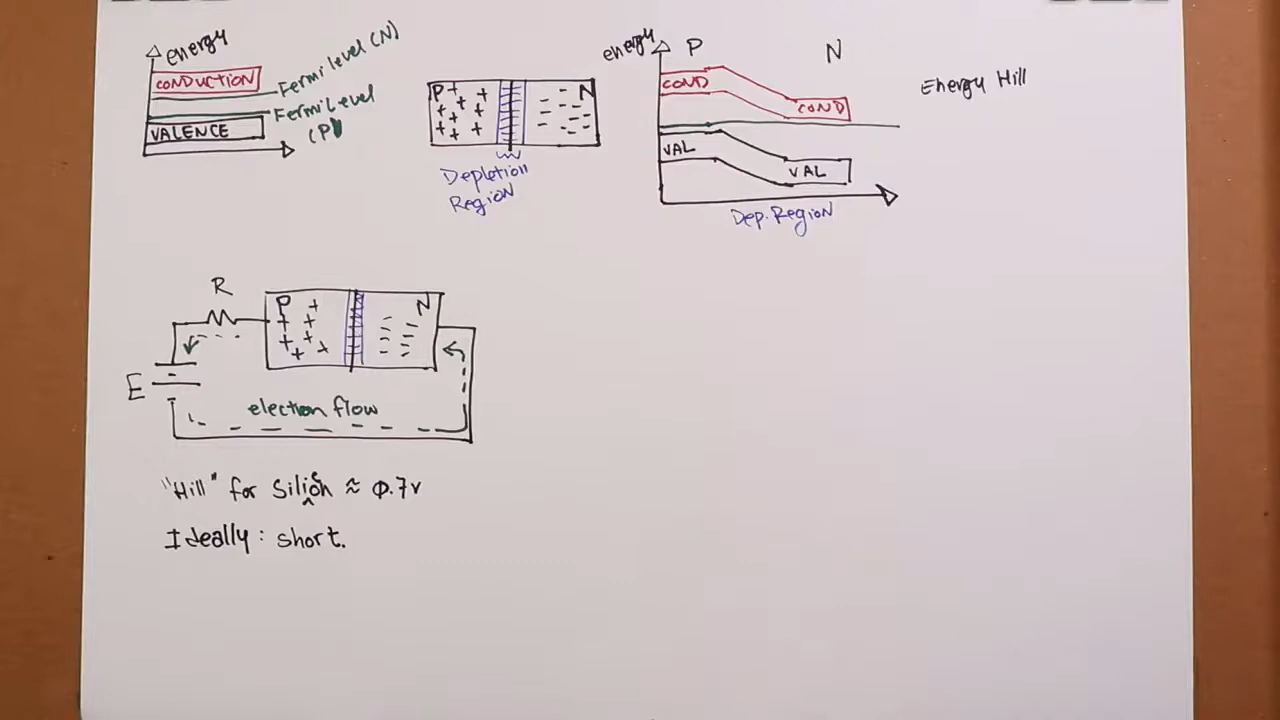 energy
CONDUCTION
Fermi level (N)
Fermi Level
(P)
VALENCE
P
N
Depletion
Region
energy
P
N
COND
COND
VAL
VAL
Dep. Region
Energy Hill
R
P
N
E
election flow
"Hill" for Silicon ≈ 0.7v
Ideally : short.